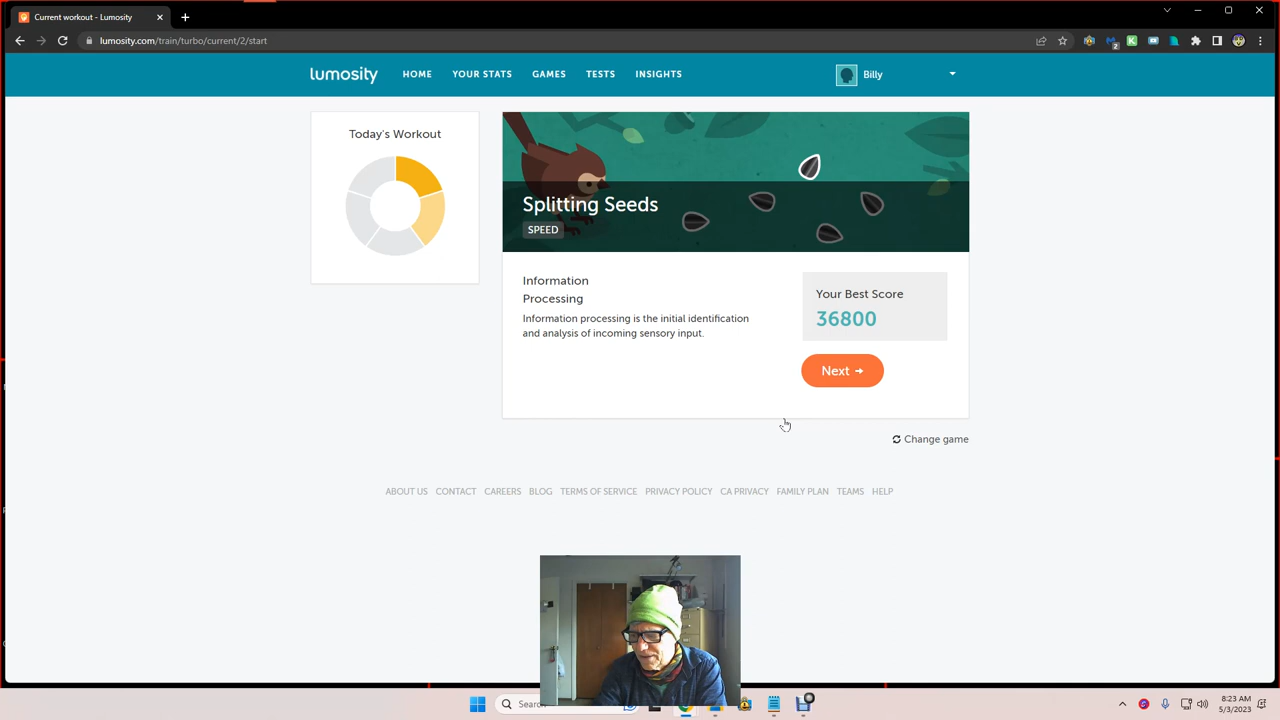 Current workout - Lumosity
lumosity.com/train/turbo/current/2/start
2
lumosity
HOME
YOUR STATS
GAMES
TESTS
INSIGHTS
Billy
Today's Workout
Splitting Seeds
SPEED
Information
Processing
Information processing is the initial identification
and analysis of incoming sensory input.
Your Best Score
36800
Next
Change game
ABOUT US
CONTACT
CAREERS
BLOG
TERMS OF SERVICE
PRIVACY POLICY
CA PRIVACY
FAMILY PLAN
TEAMS
HELP
Search
8:23 AM
5/3/2023